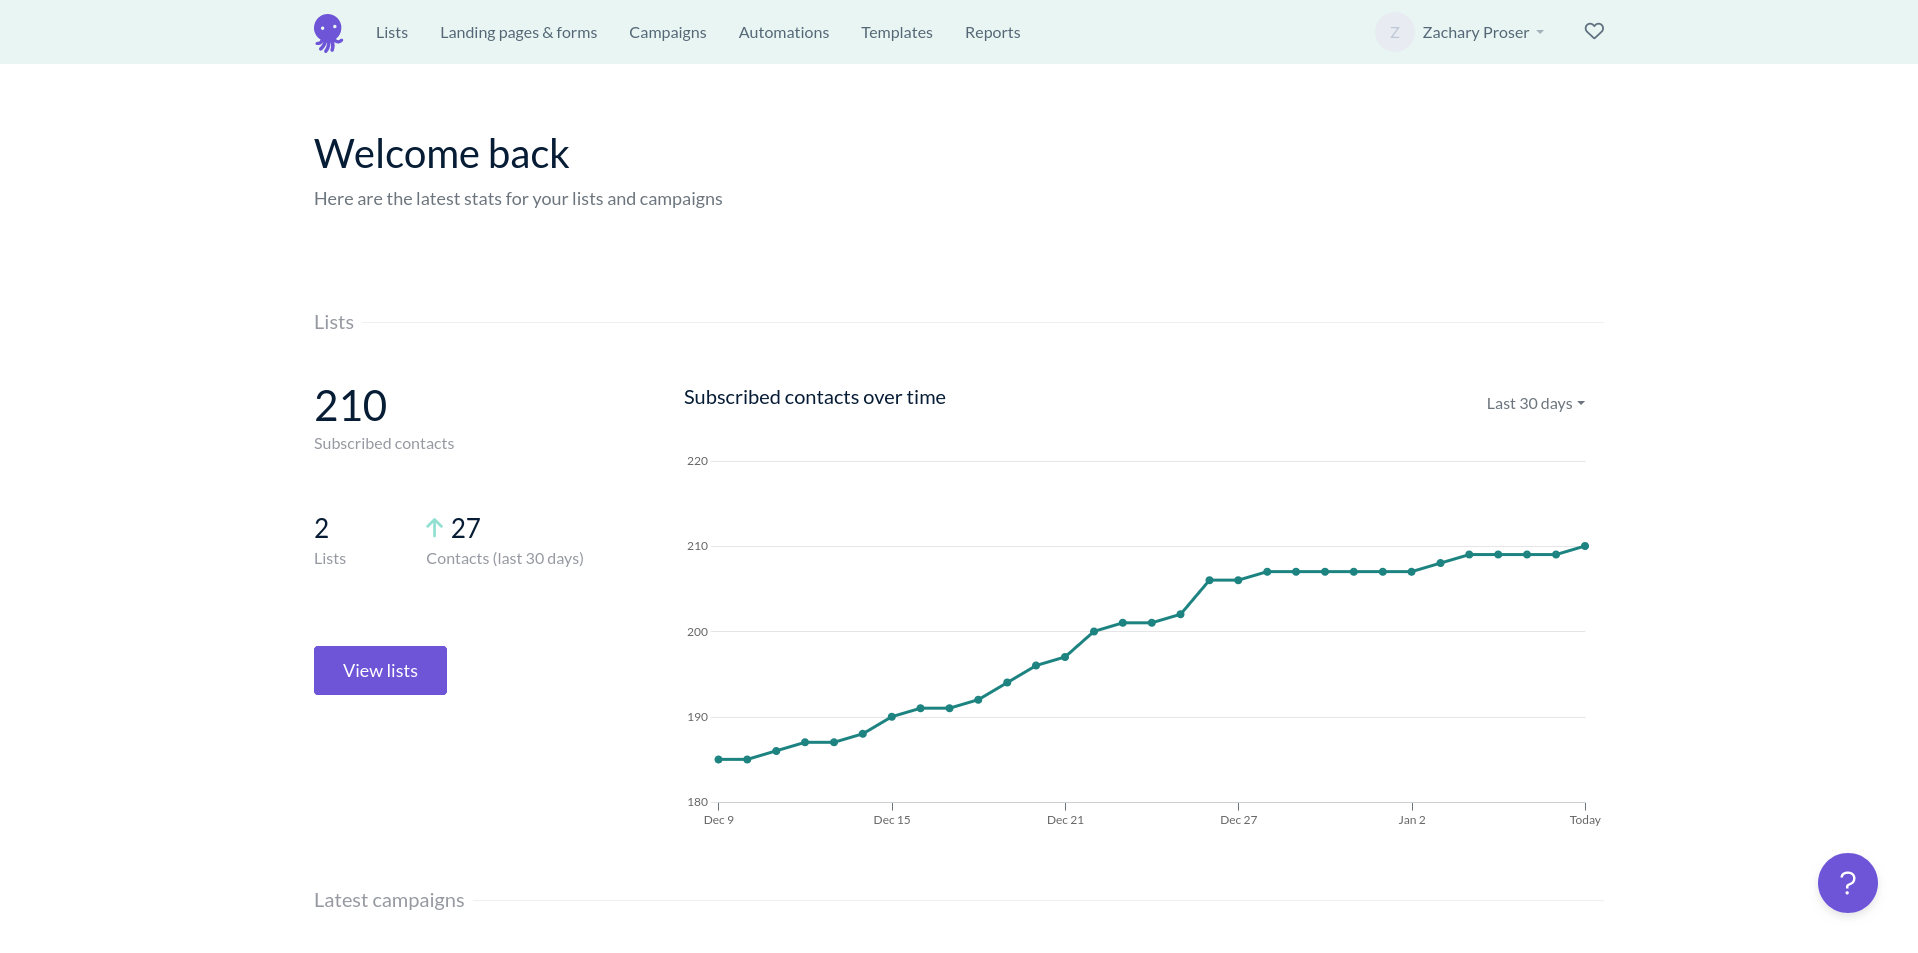 Lists Landing pages & forms Campaigns Automations Templates Reports Z Zachary Proser
Welcome back
Here are the latest stats for your lists and campaigns
Lists
210
Subscribed contacts
2
Lists
27
Contacts (last 30 days)
View lists
Subscribed contacts over time
Last 30 days
220
210
200
190
180
Dec 9 Dec 15 Dec 21 Dec 27 Jan 2 Today
Latest campaigns
?